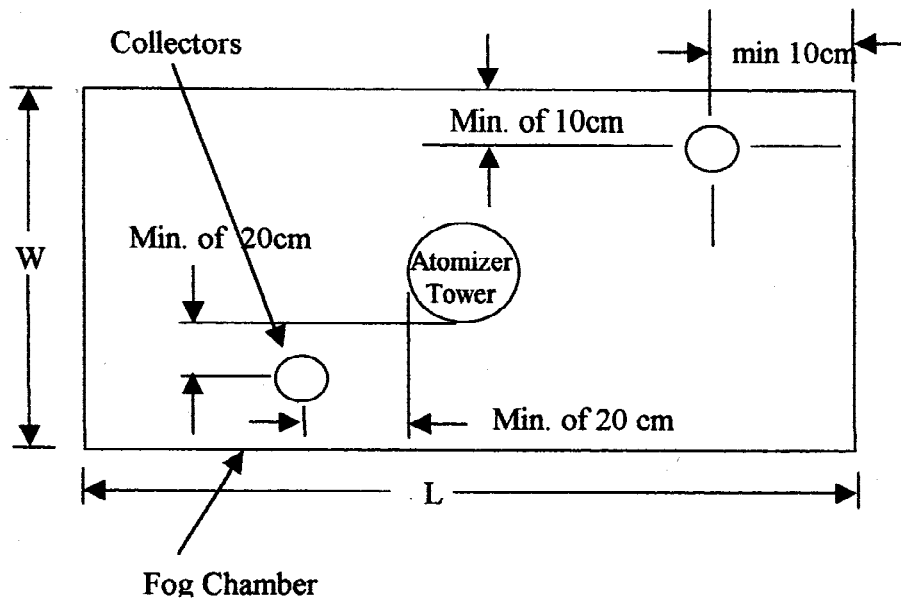 Collectors
min 10cm
Min. of 10cm
Min. of 20cm
W
Atomizer
Tower
Min. of 20 cm
L
Fog Chamber